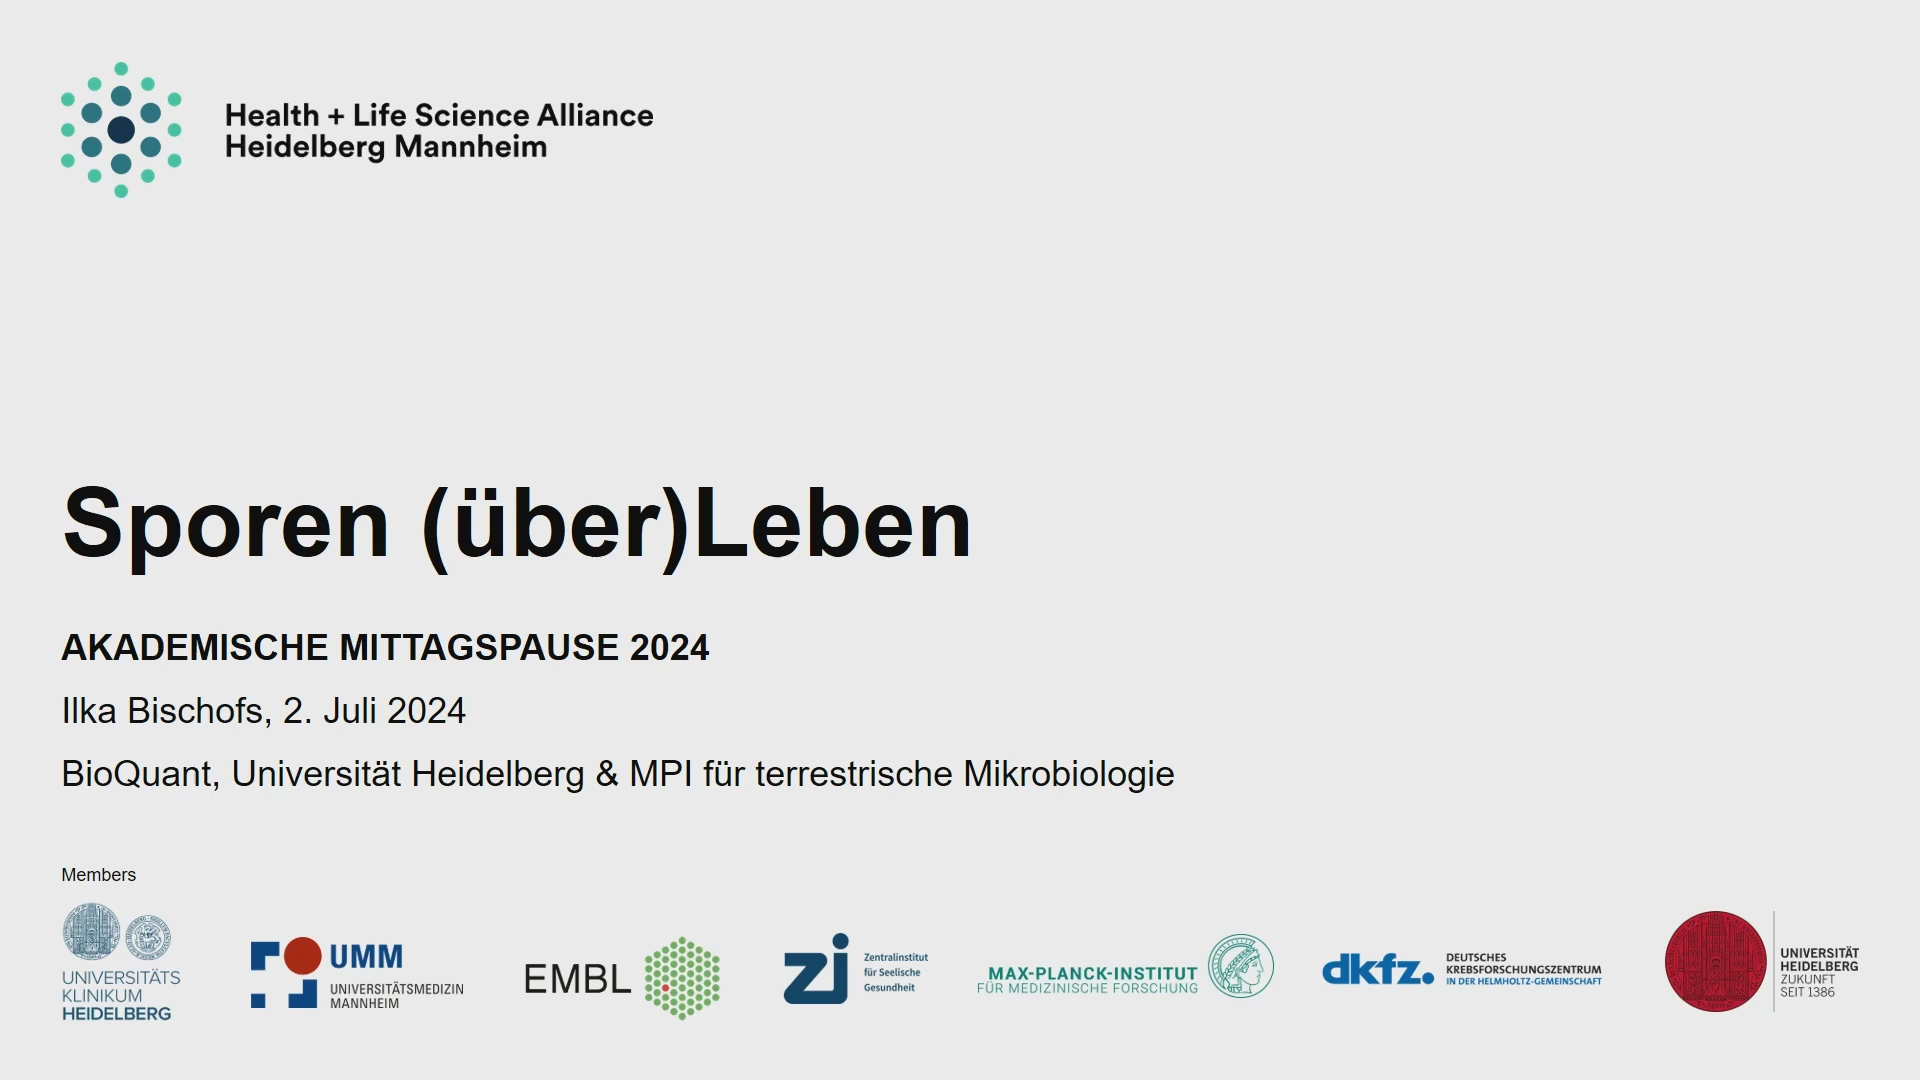 Health + Life Science Alliance
Heidelberg Mannheim
Sporen (über)Leben
AKADEMISCHE MITTAGSPAUSE 2024
Ilka Bischofs, 2. Juli 2024
BioQuant, Universität Heidelberg & MPI für terrestrische Mikrobiologie
Members
UNIVERSITÄTS
KLINIKUM
HEIDELBERG
UMM
UNIVERSITÄTSMEDIZIN
MANNHEIM
EMBL
zi
Zentralinstitut
für Seelische
Gesundheit
MAX-PLANCK-INSTITUT
FÜR MEDIZINISCHE FORSCHUNG
dkfz.
DEUTSCHES
KREBSFORSCHUNGSZENTRUM
IN DER HELMHOLTZ-GEMEINSCHAFT
UNIVERSITÄT
HEIDELBERG
ZUKUNFT
SEIT 1386